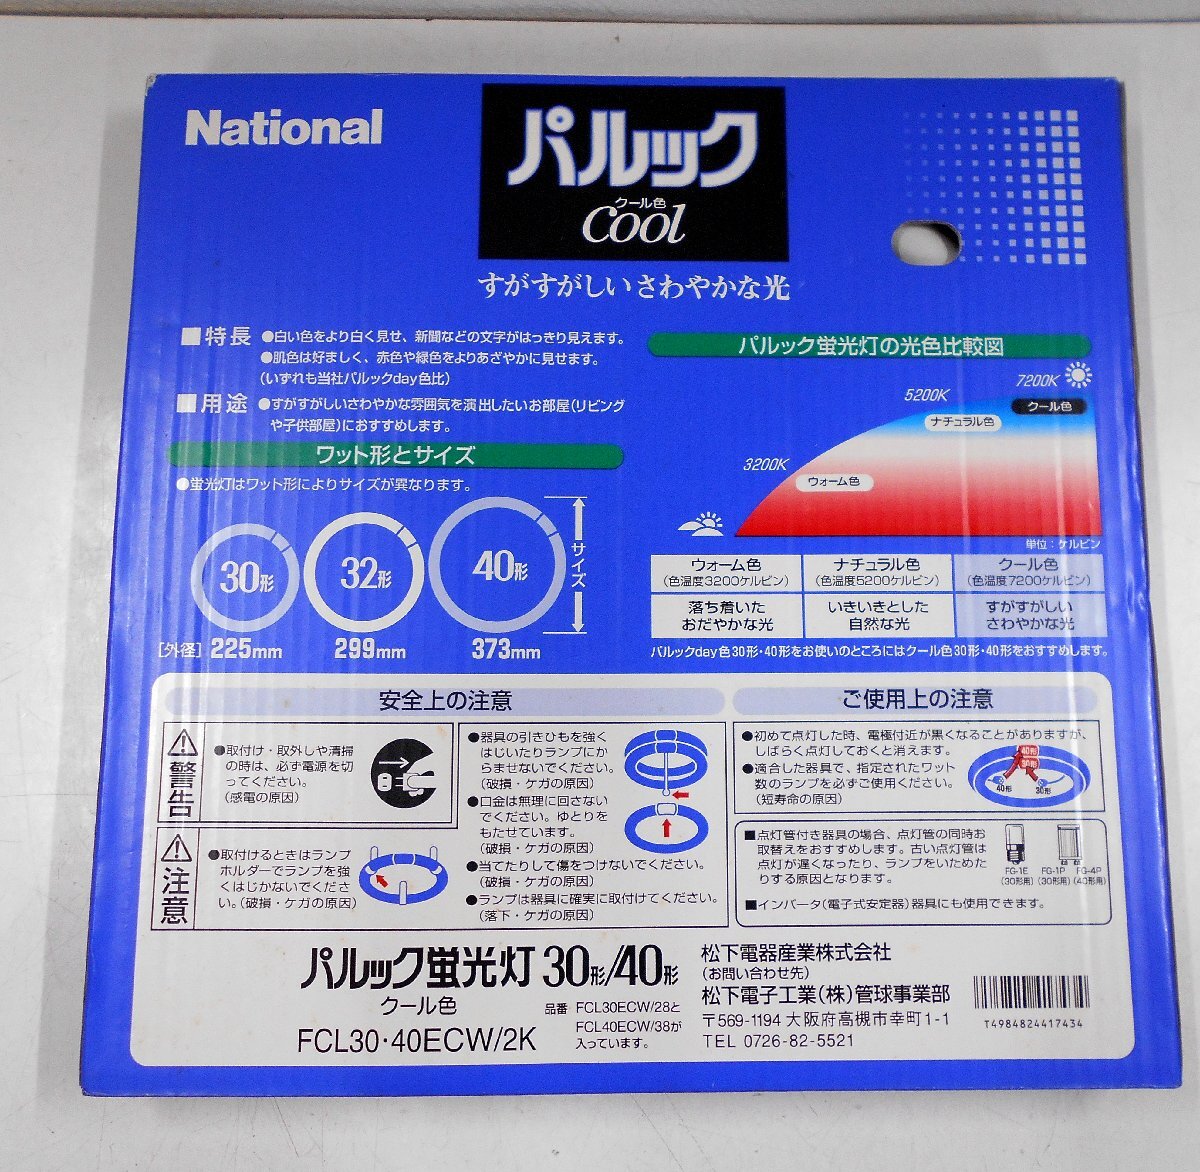 National
パルック
クール色
cool
すがすがしいさわやかな光
■特長 ●白い色をより白く見せ、新聞などの文字がはっきり見えます。
●肌色は好ましく、赤色や緑色をよりあざやかに見せます。
(いずれも当社パルックday色比)
■用途 ●すがすがしいさわやかな雰囲気を演出したいお部屋(リビング
や子供部屋)におすすめします。
ワット形とサイズ
●蛍光灯はワット形によりサイズが異なります。
30形
32形
40形
サイズ
[外径] 225mm 299mm 373mm
パルック蛍光灯の光色比較図
7200K
クール色
5200K
ナチュラル色
3200K
ウォーム色
単位:ケルビン
ウォーム色
(色温度3200ケルビン)
ナチュラル色
(色温度5200ケルビン)
クール色
(色温度7200ケルビン)
落ち着いた
おだやかな光
いきいきとした
自然な光
すがすがしい
さわやかな光
パルックday色30形・40形をお使いのところにはクール色30形・40形をおすすめします。
安全上の注意
警告
●取付け・取外しや清掃
の時は、必ず電源を切
ってください。
(感電の原因)
注意
●取付けるときはランプ
ホルダーでランプを強
くはじかないでくださ
い。(破損・ケガの原因)
●器具の引きひもを強く
はじいたりランプにか
らませないでください。
(破損・ケガの原因)
●口金は無理に回さない
でください。ゆとりを
もたせています。
(破損・ケガの原因)
●当てたりして傷をつけないでください。
(破損・ケガの原因)
●ランプは器具に確実に取付けてください。
(落下・ケガの原因)
ご使用上の注意
●初めて点灯した時、電極付近が黒くなることがありますが、
しばらく点灯しておくと消えます。
●適合した器具で、指定されたワット
数のランプを必ずご使用ください。
(短寿命の原因)
40形
30形
40形
30形
■点灯管付き器具の場合、点灯管の同時お
取替えをおすすめします。古い点灯管は
点灯が遅くなったり、ランプをいためた
りする原因となります。
FG-1E FG-1P FG-4P
(30形用) (30形用) (40形用)
■インバータ(電子式安定器)器具にも使用できます。
パルック蛍光灯 30形/40形
クール色
FCL30・40ECW/2K
品番 FCL30ECW/28と
FCL40ECW/38が
入っています。
松下電器産業株式会社
(お問い合わせ先)
松下電子工業(株)管球事業部
〒569-1194 大阪府高槻市幸町1-1
TEL 0726-82-5521
T4984824417434